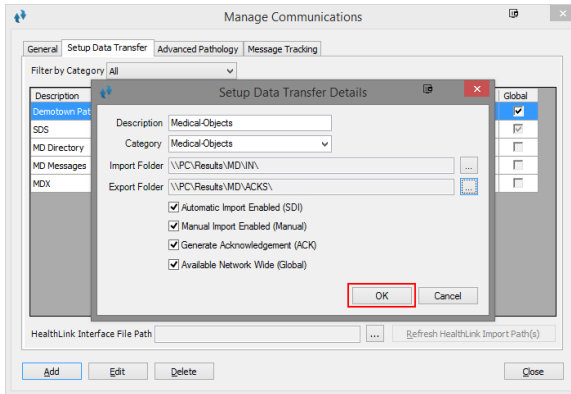 Manage Communications
General Setup Data Transfer Advanced Pathology Message Tracking
Filter by Category All
Description Global
Demotown Pat
SDS
MD Directory
MD Messages
MDX
Setup Data Transfer Details
Description Medical-Objects
Category Medical-Objects
Import Folder \\PC\Results\MD\IN\ ...
Export Folder \\PC\Results\MD\ACKS\ ...
Automatic Import Enabled (SDI)
Manual Import Enabled (Manual)
Generate Acknowledgement (ACK)
Available Network Wide (Global)
OK Cancel
HealthLink Interface File Path ... Refresh HealthLink Import Path(s)
Add Edit Delete Close